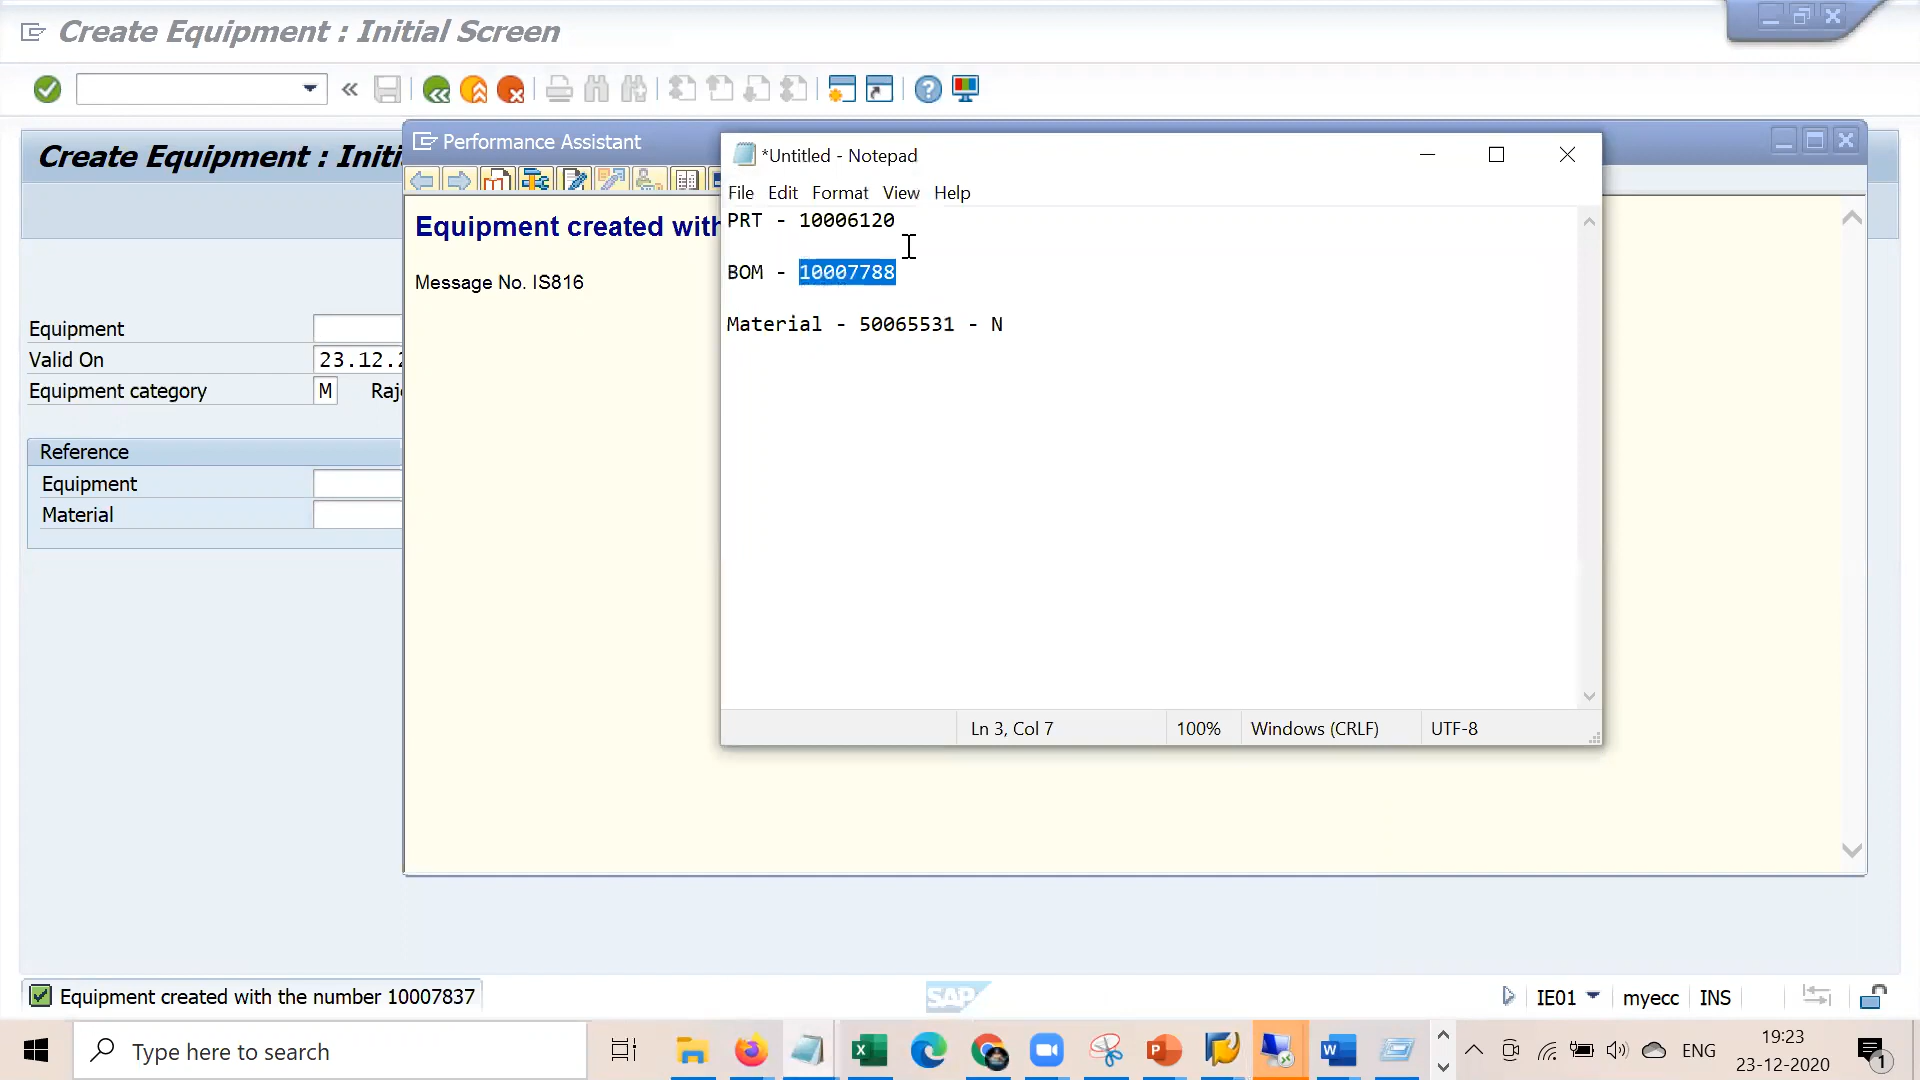 Create Equipment : Initial Screen
Create Equipment : Initi
Performance Assistant
*Untitled - Notepad
File Edit Format View Help
Equipment created with
Message No. IS816
PRT - 10006120
BOM - 10007788
Material - 50065531 - N
Equipment
Valid On 23.12.2
Equipment category M Raj
Reference
Equipment
Material
Ln 3, Col 7 100% Windows (CRLF) UTF-8
Equipment created with the number 10007837
SAP
IE01 myecc INS
Type here to search
ENG
19:23
23-12-2020
1